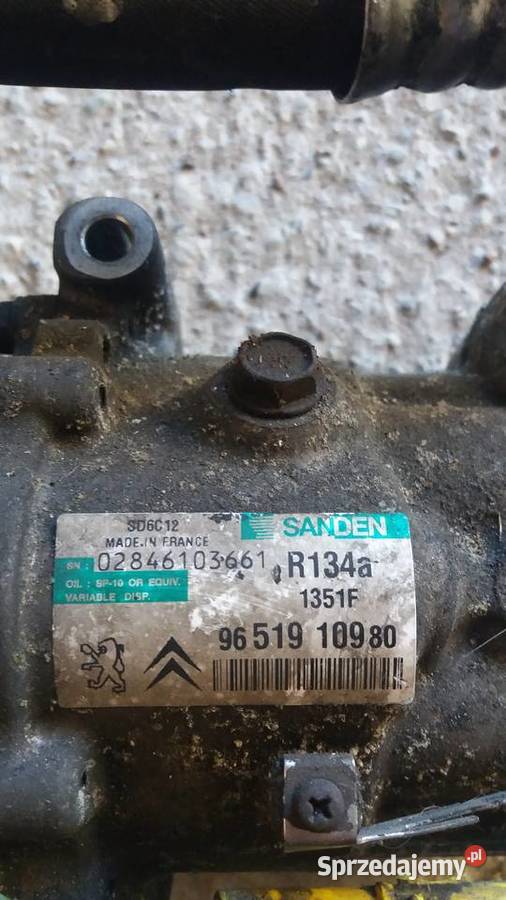 SD6C12
SANDEN
MADE IN FRANCE
SN : 02846103661
R134a
OIL : SP-10 OR EQUIV.
VARIABLE DISP.
1351F
96 519 109 80
Sprzedajemy.pl